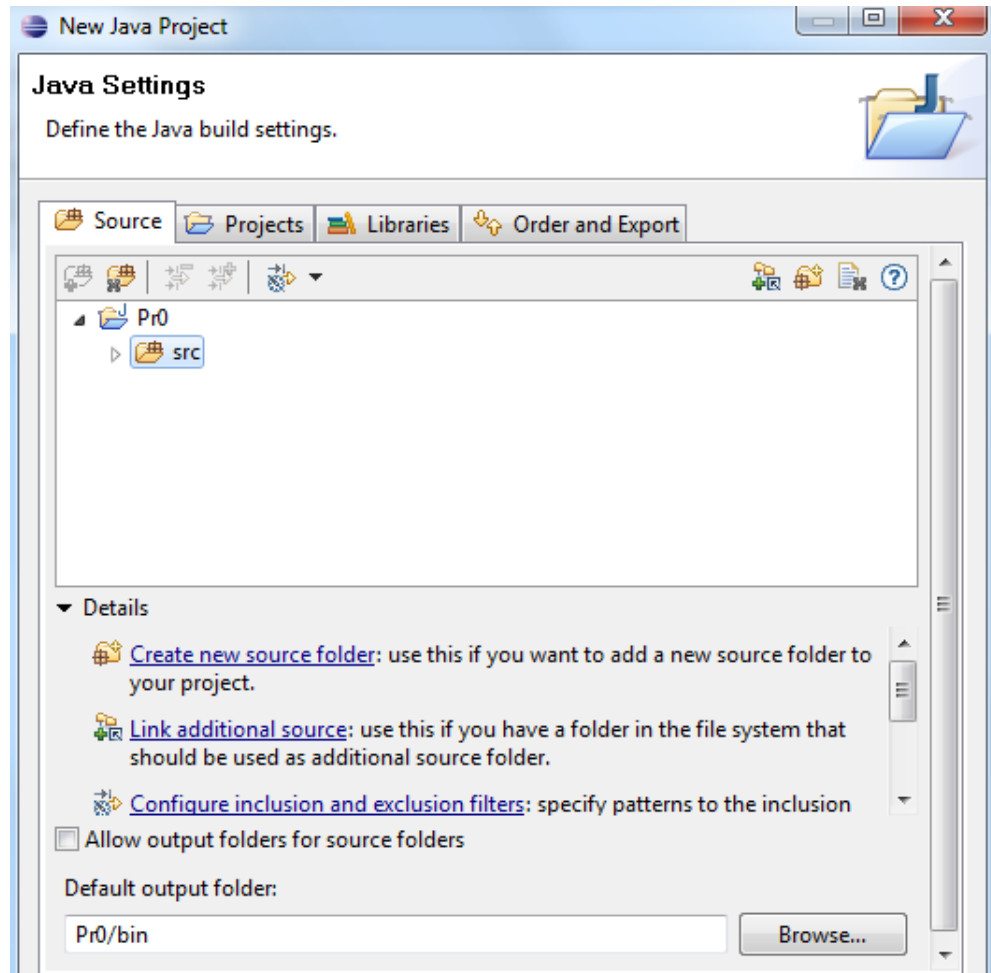 New Java Project
Java Settings
Define the Java build settings.
Source Projects Libraries Order and Export
Pr0
src
Details
Create new source folder: use this if you want to add a new source folder to
your project.
Link additional source: use this if you have a folder in the file system that
should be used as additional source folder.
Configure inclusion and exclusion filters: specify patterns to the inclusion
Allow output folders for source folders
Default output folder:
Pr0/bin Browse...